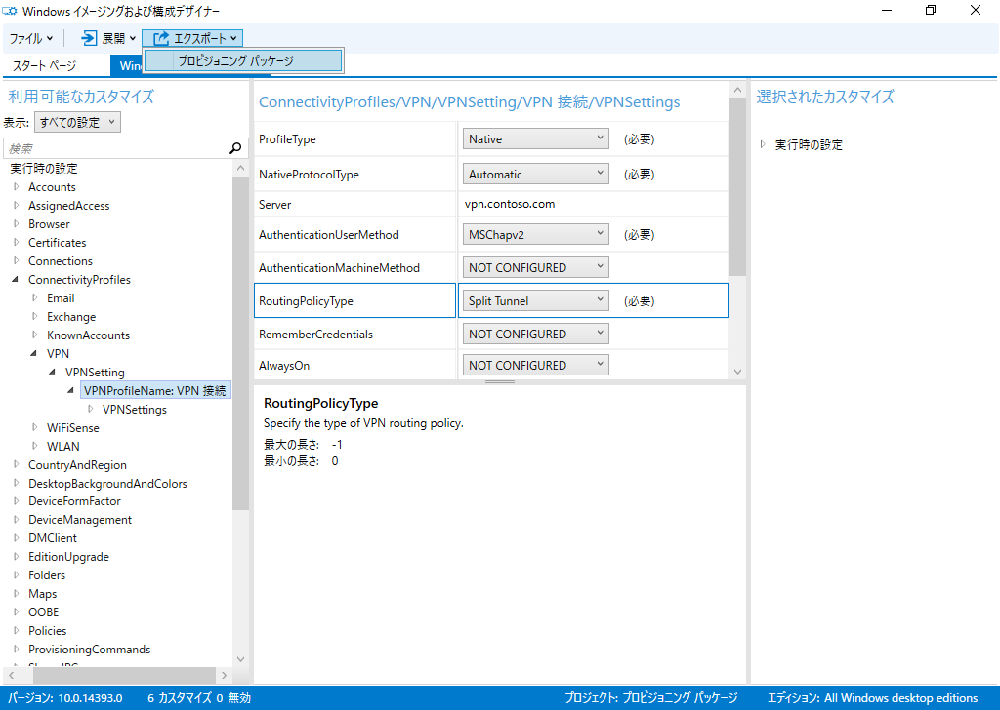 Windows イメージングおよび構成デザイナー
ファイル 展開 エクスポート
プロビジョニング パッケージ
スタート ページ
利用可能なカスタマイズ
表示: すべての設定
検索
実行時の設定
Accounts
AssignedAccess
Browser
Certificates
Connections
ConnectivityProfiles
Email
Exchange
KnownAccounts
VPN
VPNSetting
VPNProfileName: VPN 接続
VPNSettings
WiFiSense
WLAN
CountryAndRegion
DesktopBackgroundAndColors
DeviceFormFactor
DeviceManagement
DMClient
EditionUpgrade
Folders
Maps
OOBE
Policies
ProvisioningCommands
ConnectivityProfiles/VPN/VPNSetting/VPN 接続/VPNSettings
ProfileType Native (必要)
NativeProtocolType Automatic (必要)
Server vpn.contoso.com
AuthenticationUserMethod MSChapv2 (必要)
AuthenticationMachineMethod NOT CONFIGURED
RoutingPolicyType Split Tunnel (必要)
RememberCredentials NOT CONFIGURED
AlwaysOn NOT CONFIGURED
RoutingPolicyType
Specify the type of VPN routing policy.
最大の長さ: -1
最小の長さ: 0
選択されたカスタマイズ
実行時の設定
バージョン: 10.0.14393.0 6 カスタマイズ 0 無効 プロジェクト: プロビジョニング パッケージ エディション: All Windows desktop editions